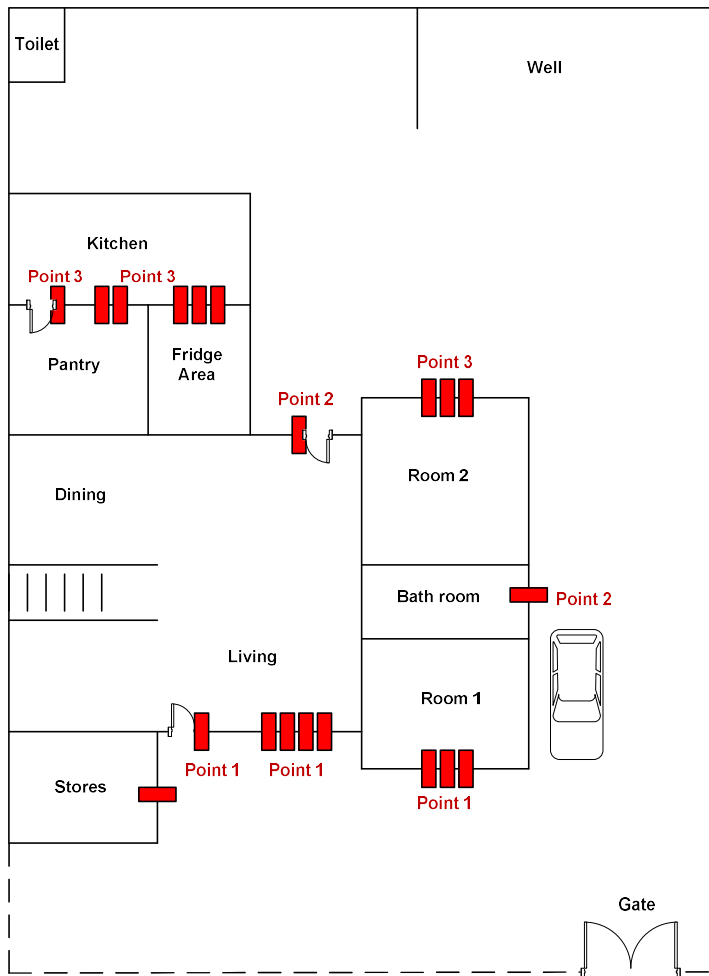 Toilet
Well
Kitchen
Point 3
Point 3
Pantry
Fridge
Area
Point 3
Point 2
Room 2
Dining
Bath room
Point 2
Living
Room 1
Point 1
Point 1
Stores
Point 1
Gate